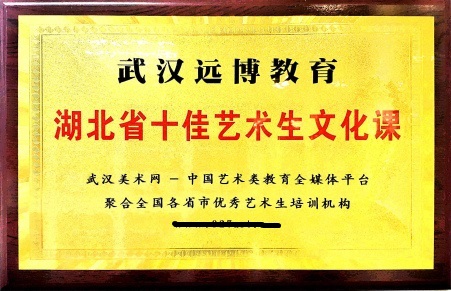 武汉远博教育
湖北省十佳艺术生文化课
武汉美术网－中国艺术类教育全媒体平台
聚合全国各省市优秀艺术生培训机构